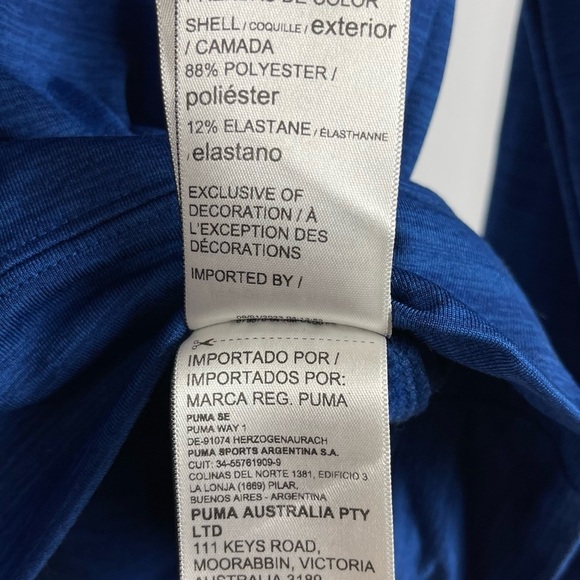 SHELL / COQUILLE / exterior
/ CAMADA
88% POLYESTER /
poliéster
12% ELASTANE / ÉLASTHANNE
/ elastano
EXCLUSIVE OF
DECORATION / À
L'EXCEPTION DES
DÉCORATIONS
IMPORTED BY /
IMPORTADO POR /
IMPORTADOS POR:
MARCA REG. PUMA
PUMA SE
PUMA WAY 1
DE-91074 HERZOGENAURACH
PUMA SPORTS ARGENTINA S.A.
CUIT: 34-55761909-9
COLINAS DEL NORTE 1381, EDIFICIO 3
LA LONJA (1669) PILAR,
BUENOS AIRES - ARGENTINA
PUMA AUSTRALIA PTY
LTD
111 KEYS ROAD,
MOORABBIN, VICTORIA
AUSTRALIA 3189